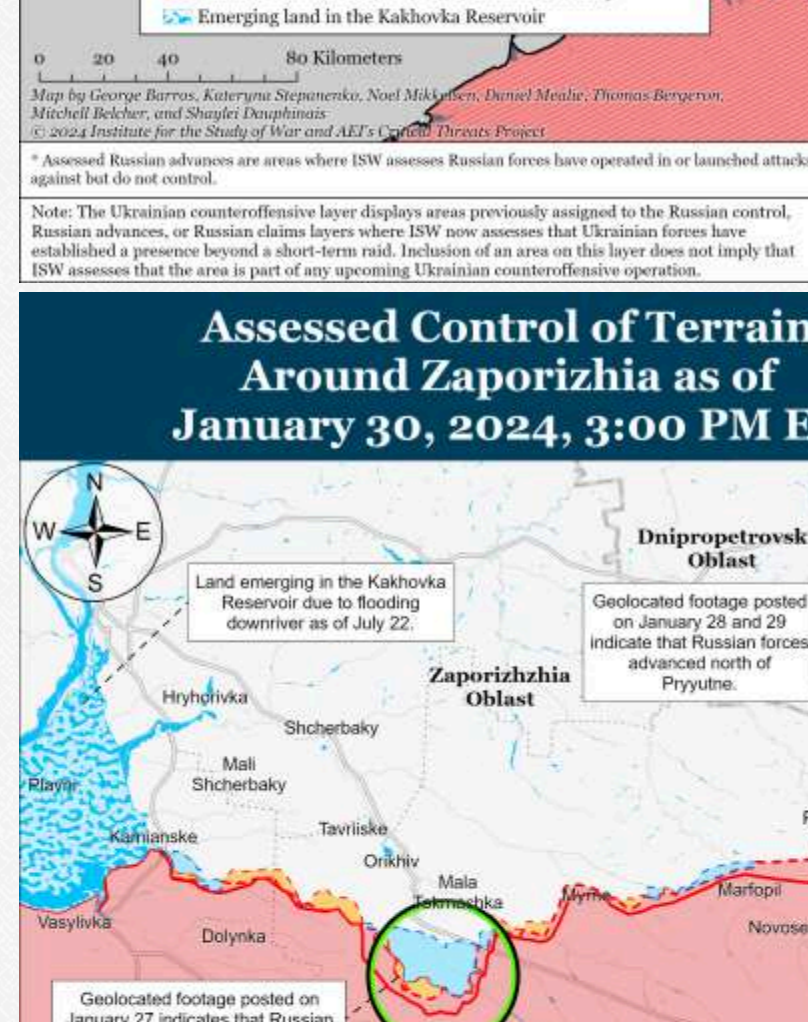 Emerging land in the Kakhovka Reservoir
0 20 40 80 Kilometers
Map by George Barros, Kateryna Stepanenko, Noel Mikkelsen, Daniel Mealie, Thomas Bergeron,
Mitchell Belcher, and Shaylei Dauphinais
© 2024 Institute for the Study of War and AEI's Critical Threats Project
* Assessed Russian advances are areas where ISW assesses Russian forces have operated in or launched attacks
against but do not control.
Note: The Ukrainian counteroffensive layer displays areas previously assigned to the Russian control,
Russian advances, or Russian claims layers where ISW now assesses that Ukrainian forces have
established a presence beyond a short-term raid. Inclusion of an area on this layer does not imply that
ISW assesses that the area is part of any upcoming Ukrainian counteroffensive operation.
Assessed Control of Terrain
Around Zaporizhia as of
January 30, 2024, 3:00 PM E
N
W E
S
Dnipropetrovsk
Oblast
Land emerging in the Kakhovka
Reservoir due to flooding
downriver as of July 22.
Geolocated footage posted
on January 28 and 29
indicate that Russian forces
advanced north of
Pryyutne.
Zaporizhzhia
Oblast
Hryhorivka
Shcherbaky
Mali
Shcherbaky
Plavni
Kamianske
Tavriiske
Orikhiv
Mala
Tokmachka
Myrne
Marfopil
Vasylivka
Dolynka
Novose
Geolocated footage posted on
January 27 indicates that Russian